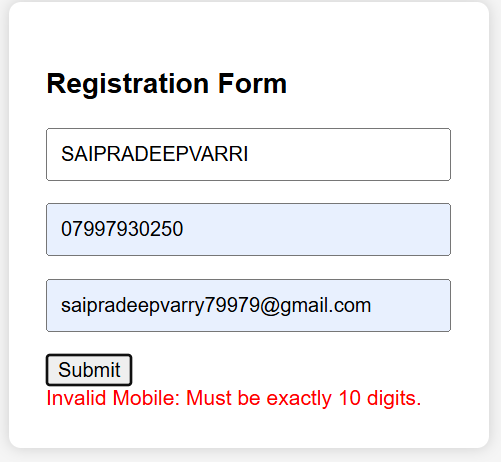 Registration Form
SAIPRADEEPVARRI
07997930250
saipradeepvarry79979@gmail.com
Submit
Invalid Mobile: Must be exactly 10 digits.